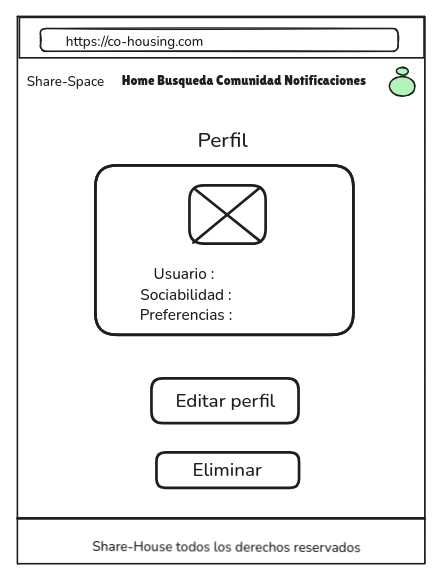 https://co-housing.com
Share-Space Home Busqueda Comunidad Notificaciones
Perfil
Usuario :
Sociabilidad :
Preferencias :
Editar perfil
Eliminar
Share-House todos los derechos reservados